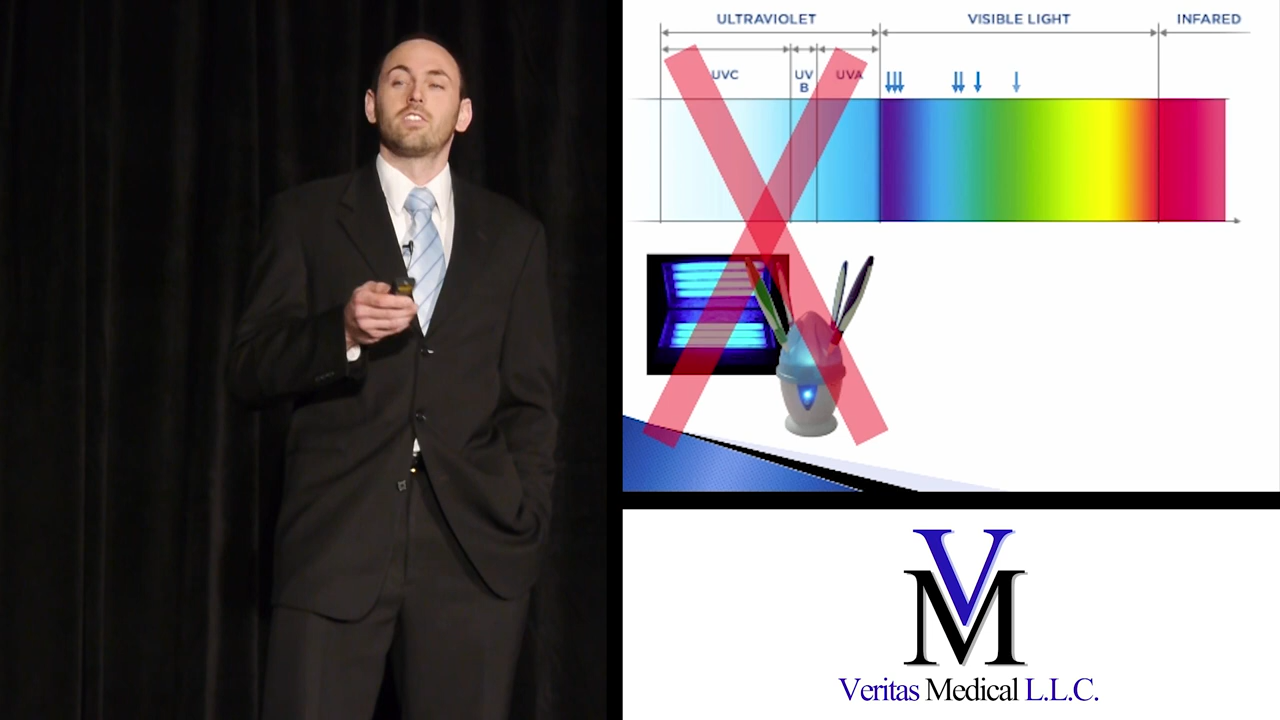 ULTRAVIOLET VISIBLE LIGHT INFARED
UVC UV B UVA
VM
Veritas Medical L.L.C.